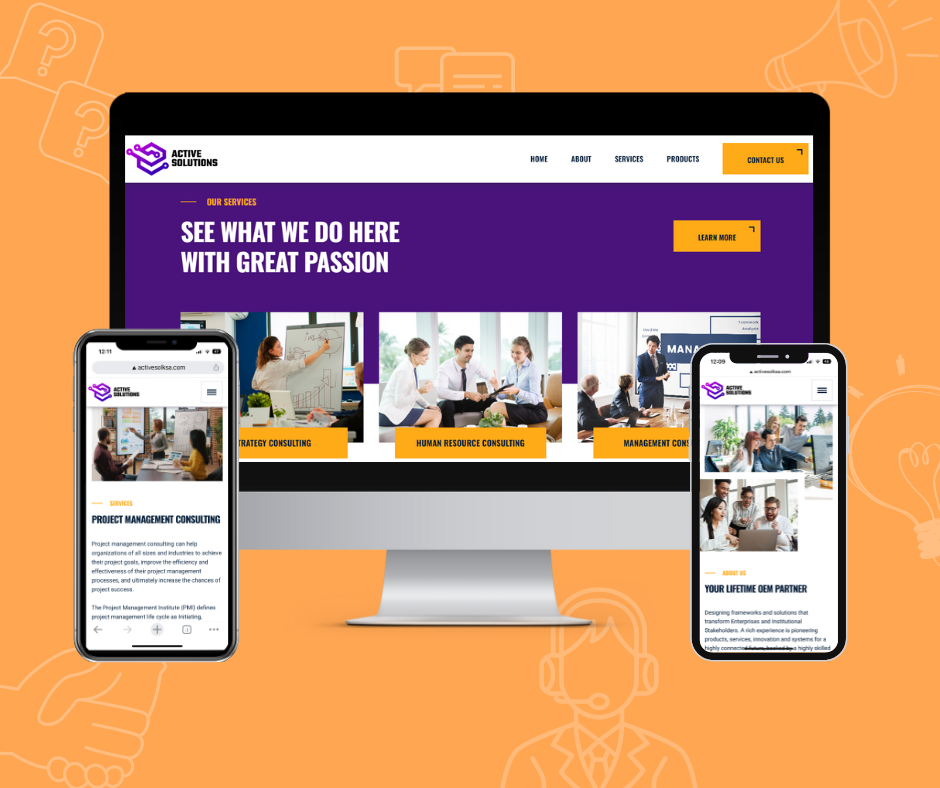 ?
?
ACTIVE
SOLUTIONS
HOME
ABOUT
SERVICES
PRODUCTS
CONTACT US
OUR SERVICES
SEE WHAT WE DO HERE
WITH GREAT PASSION
LEARN MORE
MANA
TRATEGY CONSULTING
HUMAN RESOURCE CONSULTING
MANAGEMENT CONS
12:11
activesolksa.com
ACTIVE
SOLUTIONS
SERVICES
PROJECT MANAGEMENT CONSULTING
Project management consulting can help
organizations of all sizes and industries to achieve
their project goals, improve the efficiency and
effectiveness of their project management
processes, and ultimately increase the chances of
project success.
The Project Management Institute (PMI) defines
project management life cycle as Initiating,
12:09
activesolksa.com
ACTIVE
SOLUTIONS
ABOUT US
YOUR LIFETIME OEM PARTNER
Designing frameworks and solutions that
transform Enterprises and Institutional
Stakeholders. A rich experience is pioneering
products, services, innovation and systems for a
highly connected future, backed by a highly skilled